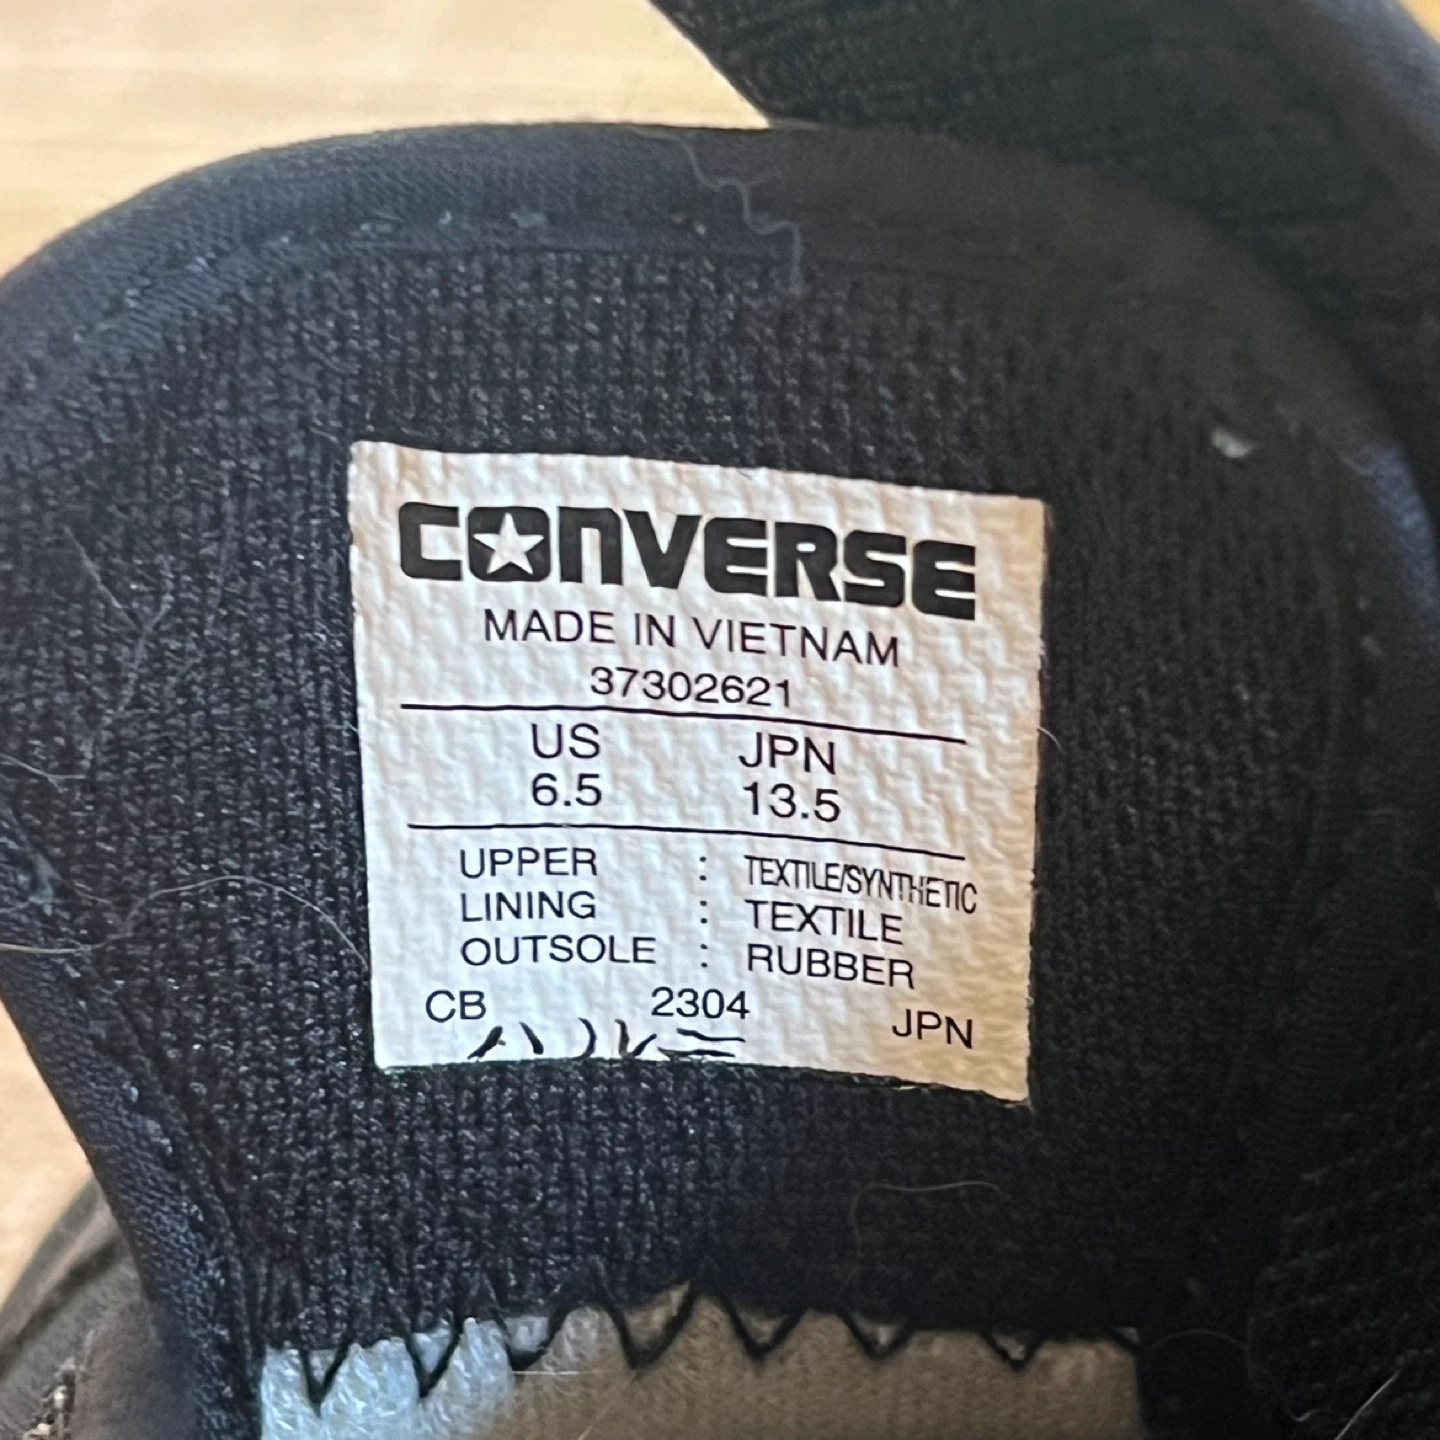 CONVERSE
MADE IN VIETNAM
37302621
US JPN
6.5 13.5
UPPER : TEXTILE/SYNTHETIC
LINING : TEXTILE
OUTSOLE : RUBBER
CB 2304 JPN